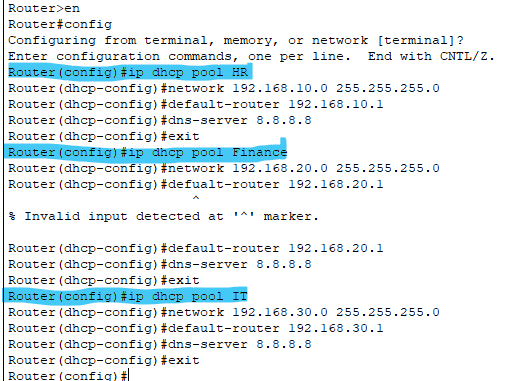 Router>en
Router#config
Configuring from terminal, memory, or network [terminal]?
Enter configuration commands, one per line.  End with CNTL/Z.
Router(config)#ip dhcp pool HR
Router(dhcp-config)#network 192.168.10.0 255.255.255.0
Router(dhcp-config)#default-router 192.168.10.1
Router(dhcp-config)#dns-server 8.8.8.8
Router(dhcp-config)#exit
Router(config)#ip dhcp pool Finance
Router(dhcp-config)#network 192.168.20.0 255.255.255.0
Router(dhcp-config)#defualt-router 192.168.20.1
^
% Invalid input detected at '^' marker.
Router(dhcp-config)#default-router 192.168.20.1
Router(dhcp-config)#dns-server 8.8.8.8
Router(dhcp-config)#exit
Router(config)#ip dhcp pool IT
Router(dhcp-config)#network 192.168.30.0 255.255.255.0
Router(dhcp-config)#default-router 192.168.30.1
Router(dhcp-config)#dns-server 8.8.8.8
Router(dhcp-config)#exit
Router(config)#